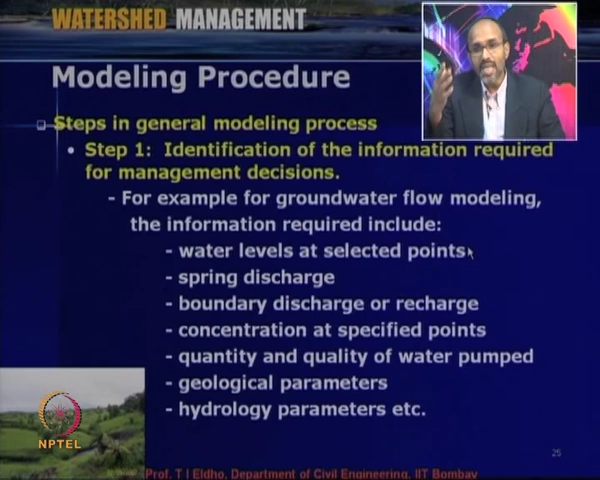 WATERSHED MANAGEMENT
Modeling Procedure
Steps in general modeling process
• Step 1: Identification of the information required
for management decisions.
- For example for groundwater flow modeling,
the information required include:
- water levels at selected points
- spring discharge
- boundary discharge or recharge
- concentration at specified points
- quantity and quality of water pumped
- geological parameters
- hydrology parameters etc.
NPTEL
25
Prof. T I Eldho, Department of Civil Engineering, IIT Bombay